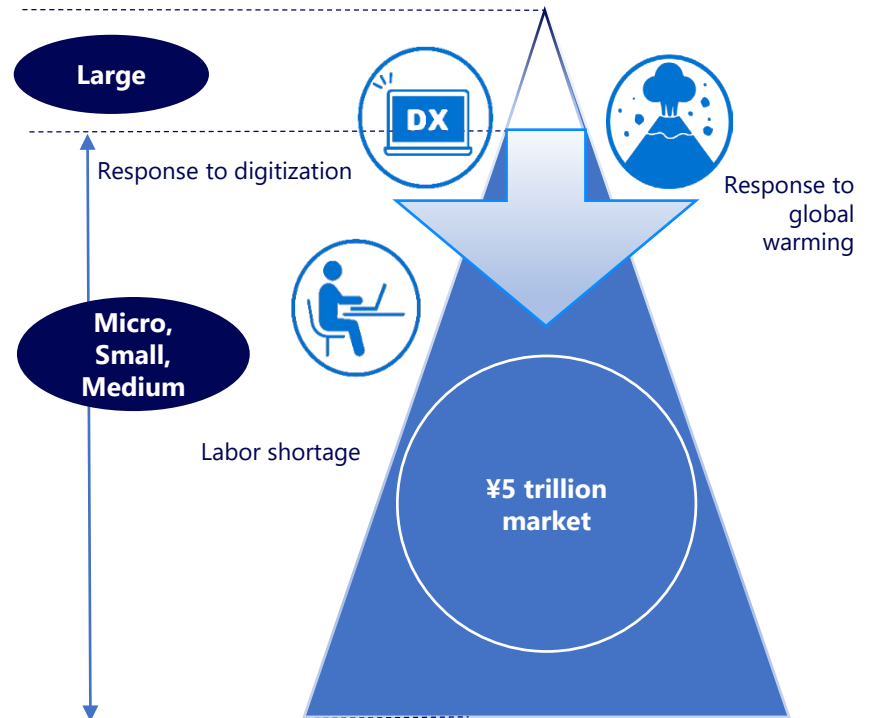 Large
DX
Response to digitization
Response to
global
warming
Micro,
Small,
Medium
Labor shortage
¥5 trillion
market